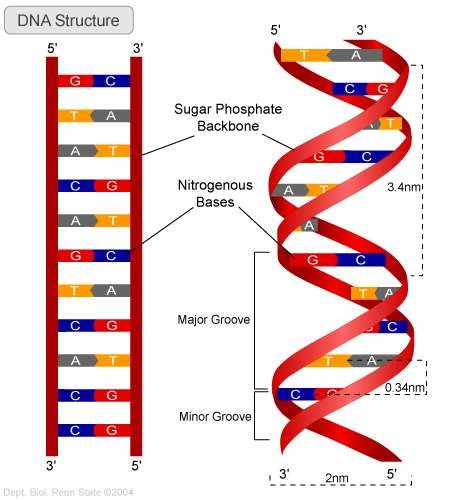 DNA Structure
5' 3'
5' 3'
G C
T A
A T
C G
A T
G C
T A
C G
A T
C G
C G
3' 5'
Sugar Phosphate
Backbone
Nitrogenous
Bases
Major Groove
Minor Groove
T A
C G
A T
G C
A T
A
G C
T A
G C
T A
C G
3.4nm
0.34nm
3' 5'
2nm
Dept. Biol. Penn State ©2004